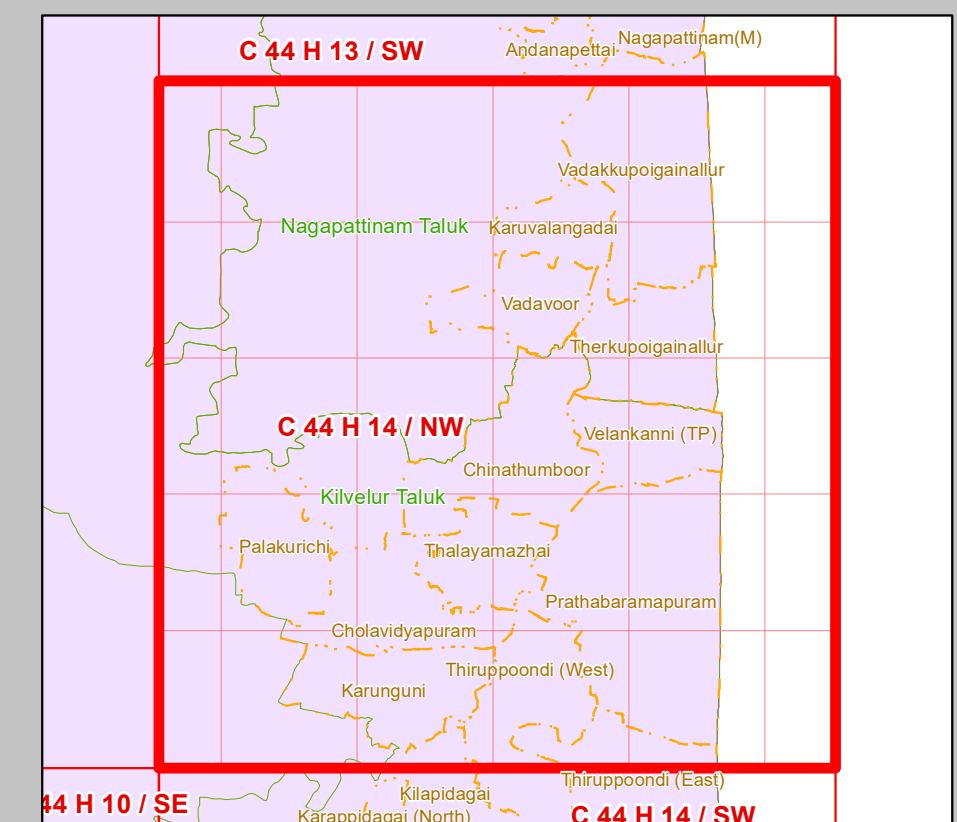 Nagapattinam(M)
C 44 H 13 / SW
Andanapettai
Vadakkupoigainallur
Nagapattinam Taluk
Karuvalangadai
Vadavoor
Therkupoigainallur
C 44 H 14 / NW
Velankanni (TP)
Chinathumboor
Kilvelur Taluk
Palakurichi
Thalayamazhai
Prathabaramapuram
Cholavidyapuram
Thiruppoondi (West)
Karunguni
Thiruppoondi (East)
Kilapidagai
44 H 10 / SE
Karappidagai (North)
C 44 H 14 / SW